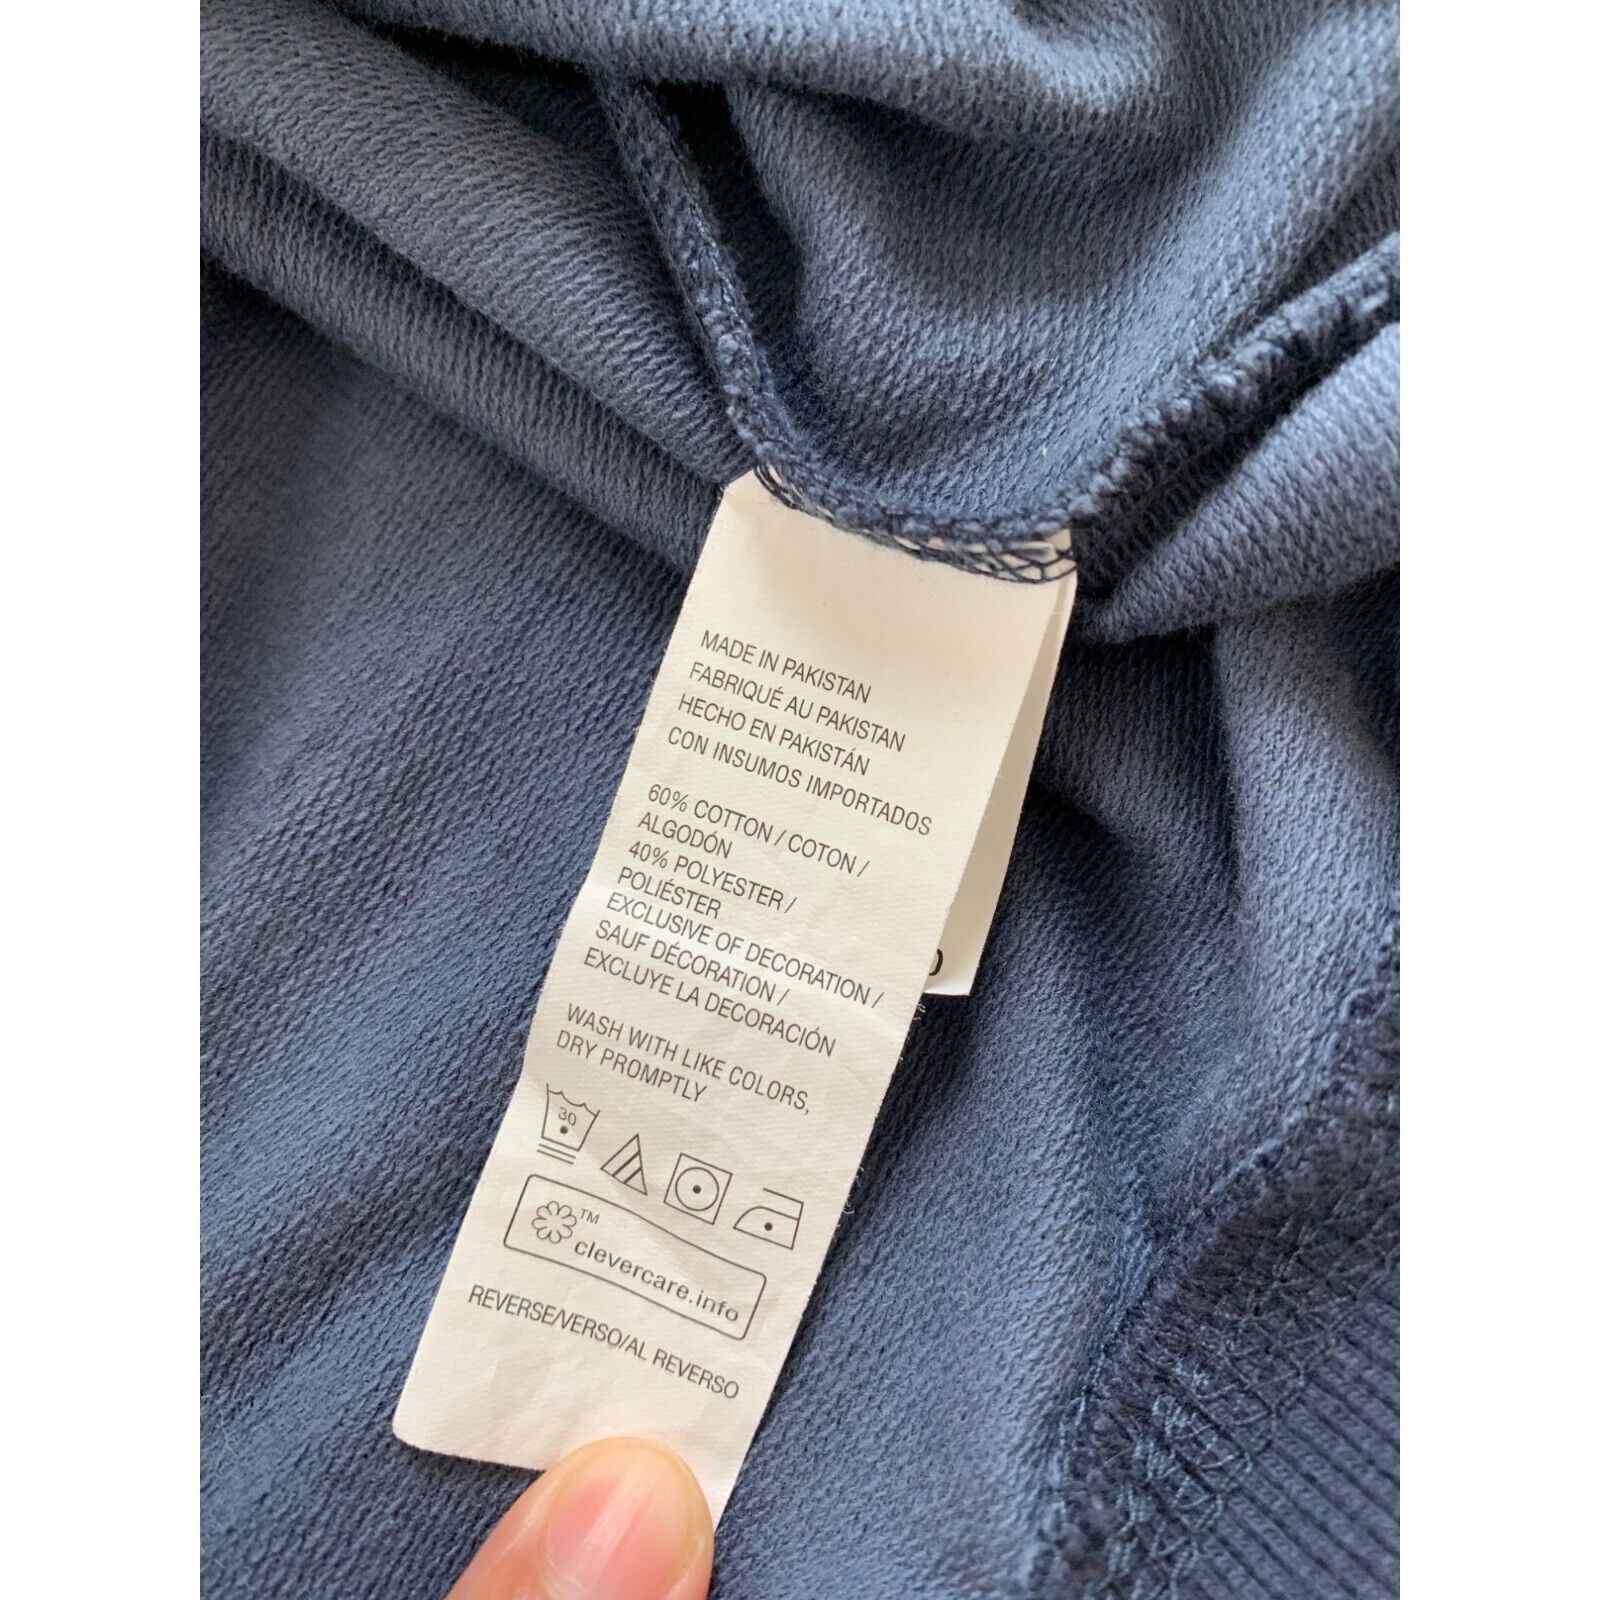 MADE IN PAKISTAN
FABRIQUÉ AU PAKISTAN
HECHO EN PAKISTÁN
CON INSUMOS IMPORTADOS
60% COTTON / COTON /
ALGODÓN
40% POLYESTER /
POLIÉSTER
EXCLUSIVE OF DECORATION /
SAUF DÉCORATION /
EXCLUYE LA DECORACIÓN
WASH WITH LIKE COLORS,
DRY PROMPTLY
30
TM
clevercare.info
REVERSE/VERSO/AL REVERSO